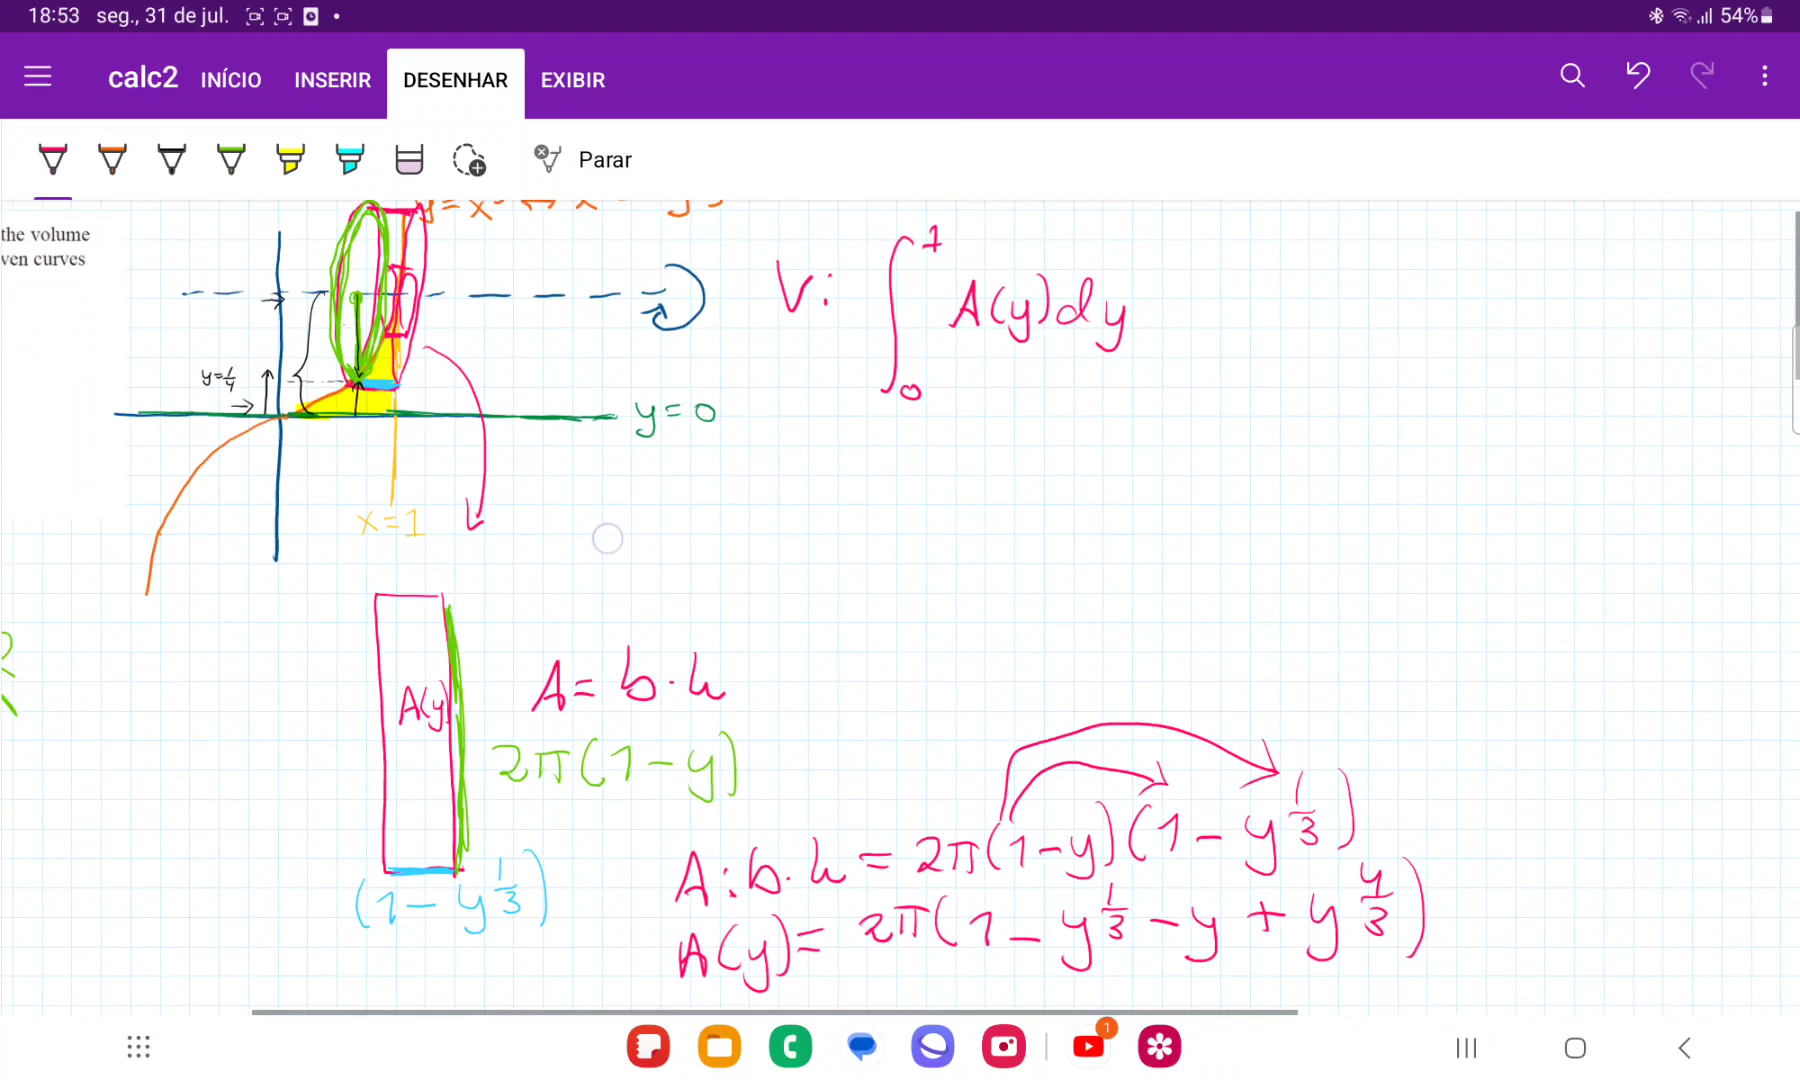 18:53 seg., 31 de jul. 54%
calc2 INÍCIO INSERIR DESENHAR EXIBIR
Parar
the volume
ven curves
V: ∫₀¹ A(y)dy
y=1/4
y=0
x=1
A(y)
A= b·h
2π(1-y)
(1-y^1/3)
A:b·h = 2π(1-y)(1-y^1/3)
A(y)= 2π(1-y^1/3-y+y^4/3)
1